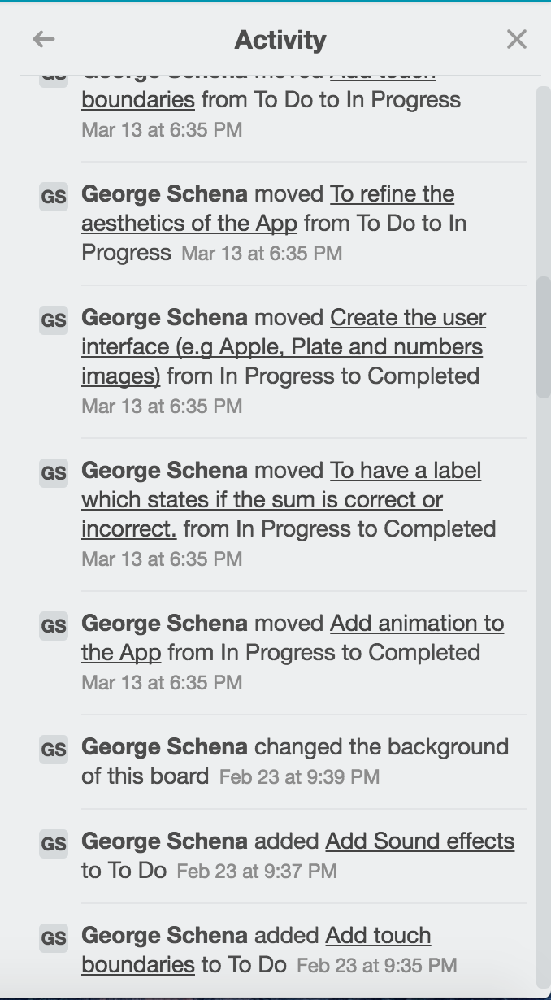 Activity
GS George Schena moved Add touch
boundaries from To Do to In Progress
Mar 13 at 6:35 PM
GS George Schena moved To refine the
aesthetics of the App from To Do to In
Progress Mar 13 at 6:35 PM
GS George Schena moved Create the user
interface (e.g Apple, Plate and numbers
images) from In Progress to Completed
Mar 13 at 6:35 PM
GS George Schena moved To have a label
which states if the sum is correct or
incorrect. from In Progress to Completed
Mar 13 at 6:35 PM
GS George Schena moved Add animation to
the App from In Progress to Completed
Mar 13 at 6:35 PM
GS George Schena changed the background
of this board Feb 23 at 9:39 PM
GS George Schena added Add Sound effects
to To Do Feb 23 at 9:37 PM
GS George Schena added Add touch
boundaries to To Do Feb 23 at 9:35 PM